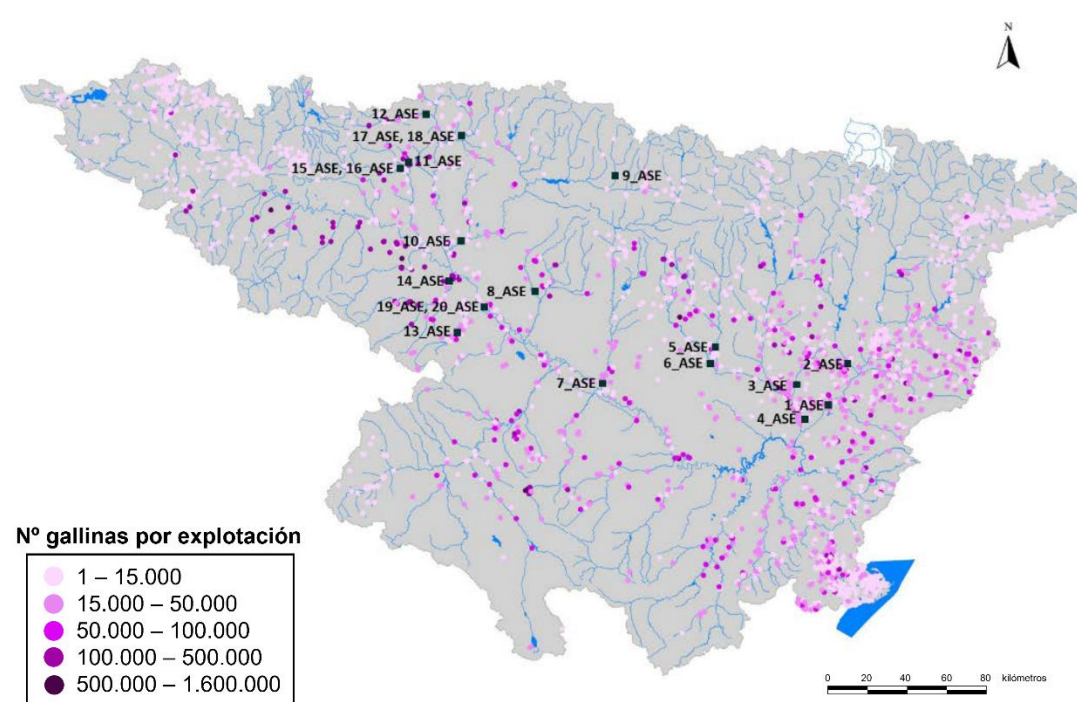 N
12_ASE
17_ASE, 18_ASE
11_ASE
15_ASE, 16_ASE
9_ASE
10_ASE
14_ASE
8_ASE
19_ASE, 20_ASE
13_ASE
5_ASE
6_ASE
2_ASE
7_ASE
3_ASE
1_ASE
4_ASE
Nº gallinas por explotación
1 – 15.000
15.000 – 50.000
50.000 – 100.000
100.000 – 500.000
500.000 – 1.600.000
0 20 40 60 80 kilómetros